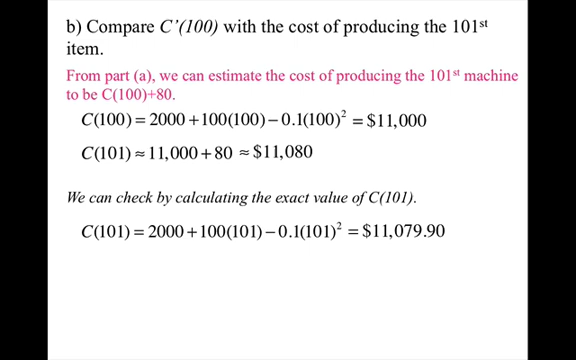 b) Compare C'(100) with the cost of producing the 101st
item.
From part (a), we can estimate the cost of producing the 101st machine
to be C(100)+80.
C(100) = 2000 + 100(100) − 0.1(100)² = $11,000
C(101) ≈ 11,000 + 80 ≈ $11,080
We can check by calculating the exact value of C(101).
C(101) = 2000 + 100(101) − 0.1(101)² = $11,079.90